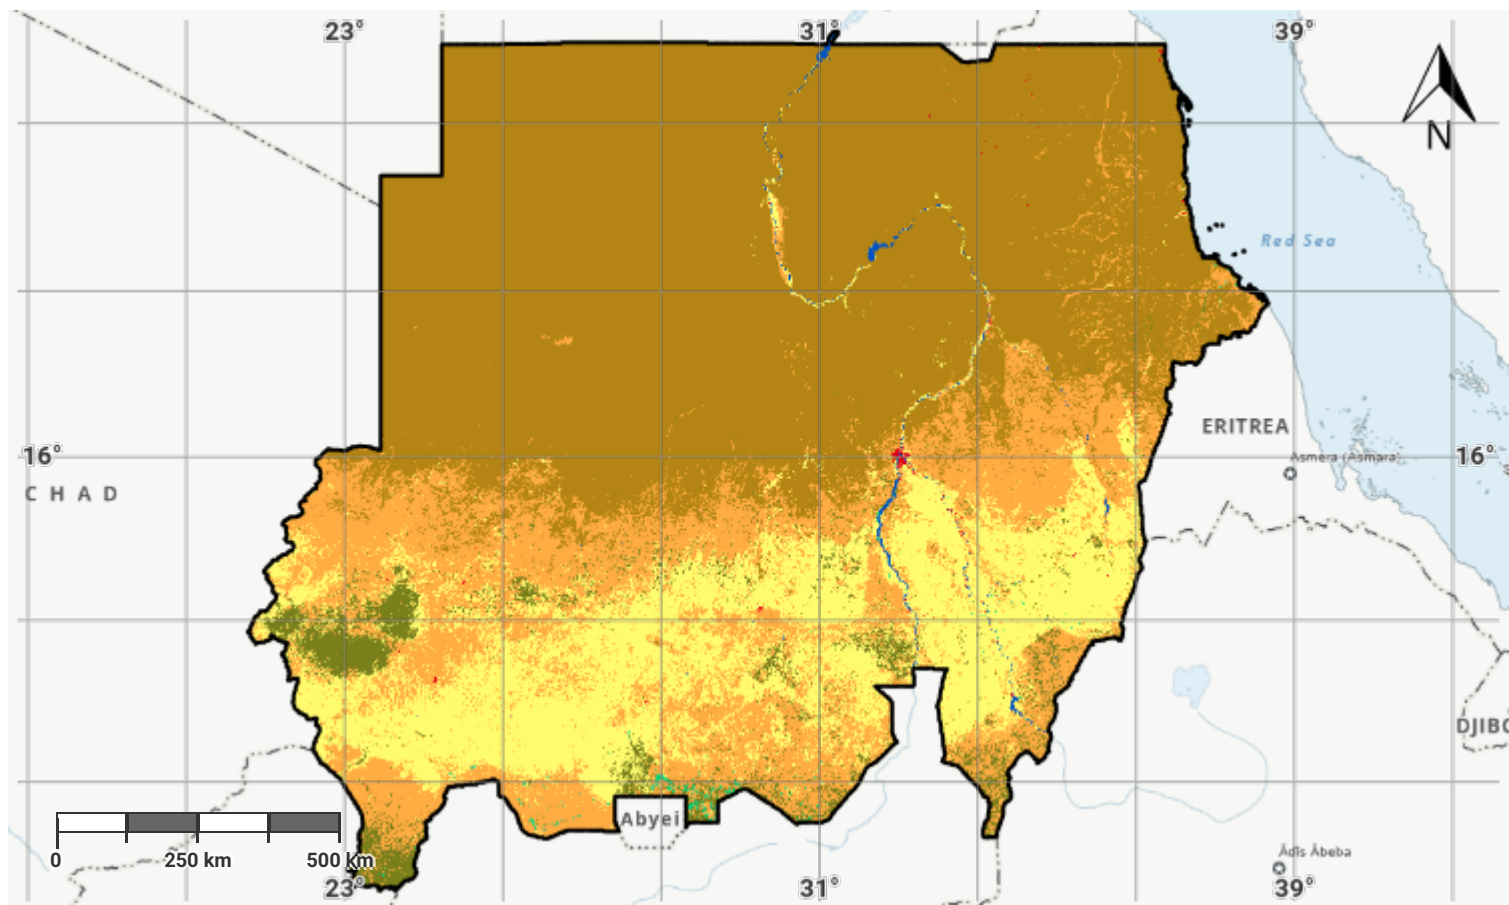 23° 31° 39°
N
Red Sea
ERITREA
16° Asmera (Asmara) 16°
C H A D
DJIBO
Abyei
0 250 km 500 km
Ādīs Ābeba
23° 31° 39°